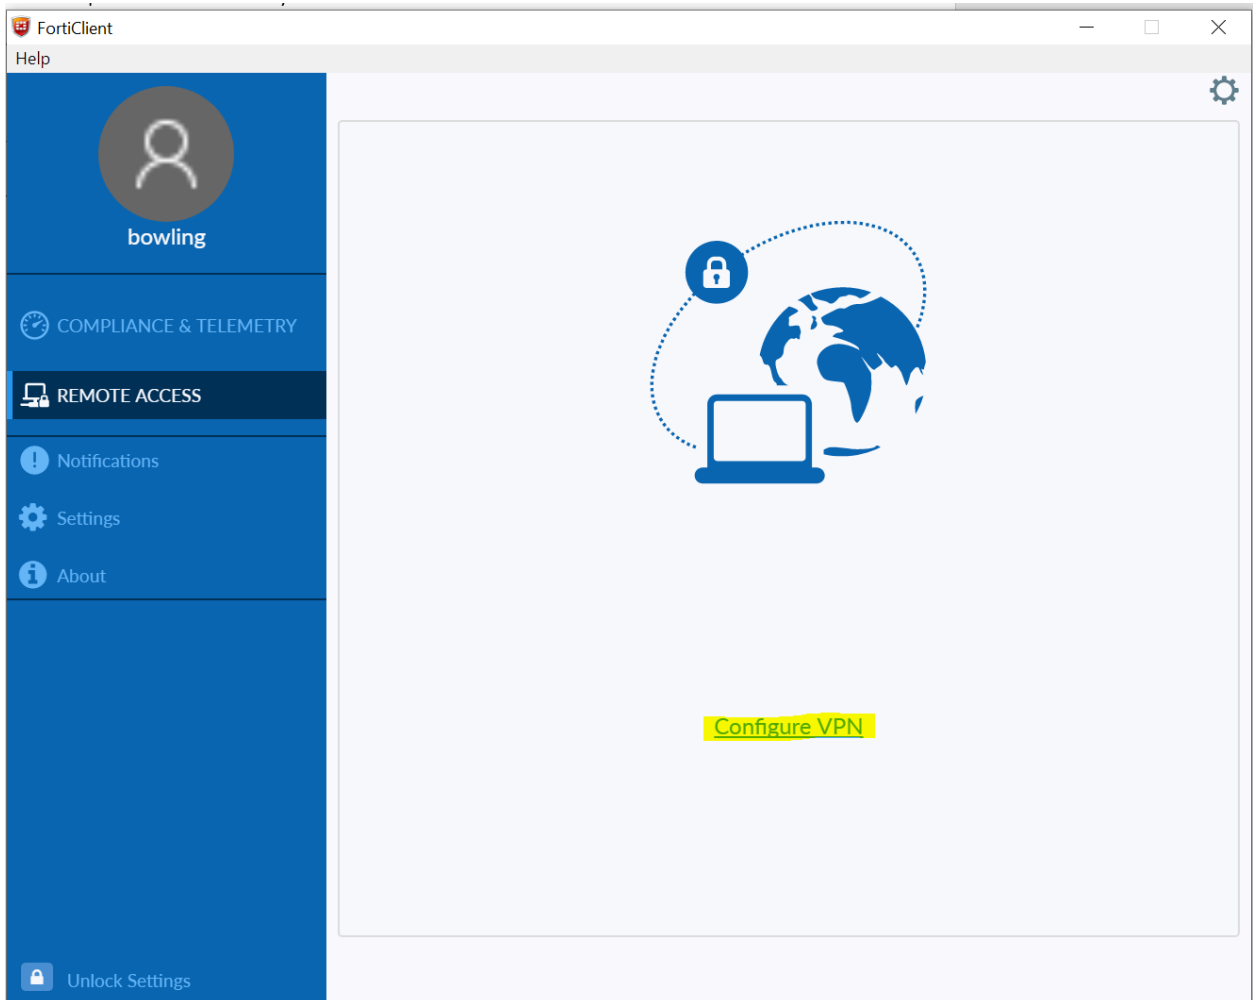 FortiClient
Help
bowling
COMPLIANCE & TELEMETRY
REMOTE ACCESS
Notifications
Settings
About
Configure VPN
Unlock Settings